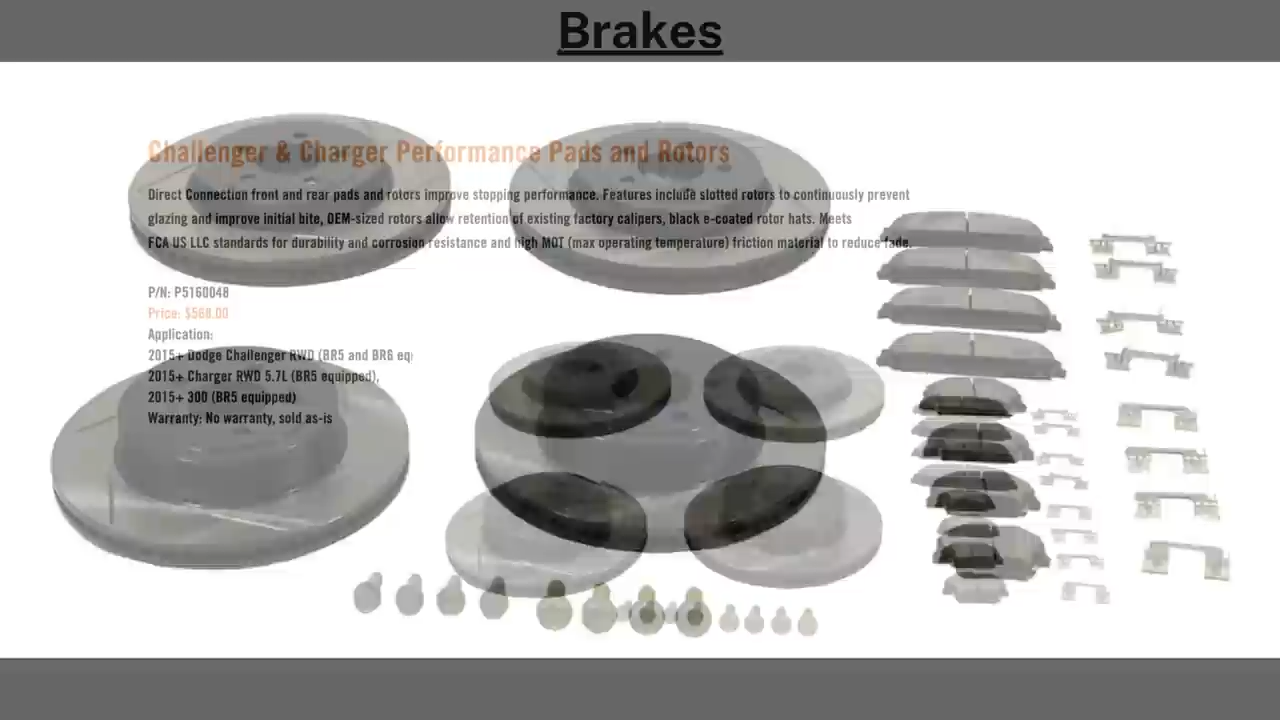 Brakes
Challenger & Charger Performance Pads and Rotors
Direct Connection front and rear pads and rotors improve stopping performance. Features include slotted rotors to continuously prevent
glazing and improve initial bite, OEM-sized rotors allow retention of existing factory calipers, black e-coated rotor hats. Meets
FCA US LLC standards for durability and corrosion resistance and high MOT (max operating temperature) friction material to reduce fade.
P/N: P5160048
Price: $568.00
Application:
2015+ Dodge Challenger RWD (BR5 and BR6 eq
2015+ Charger RWD 5.7L (BR5 equipped),
2015+ 300 (BR5 equipped)
Warranty: No warranty, sold as-is